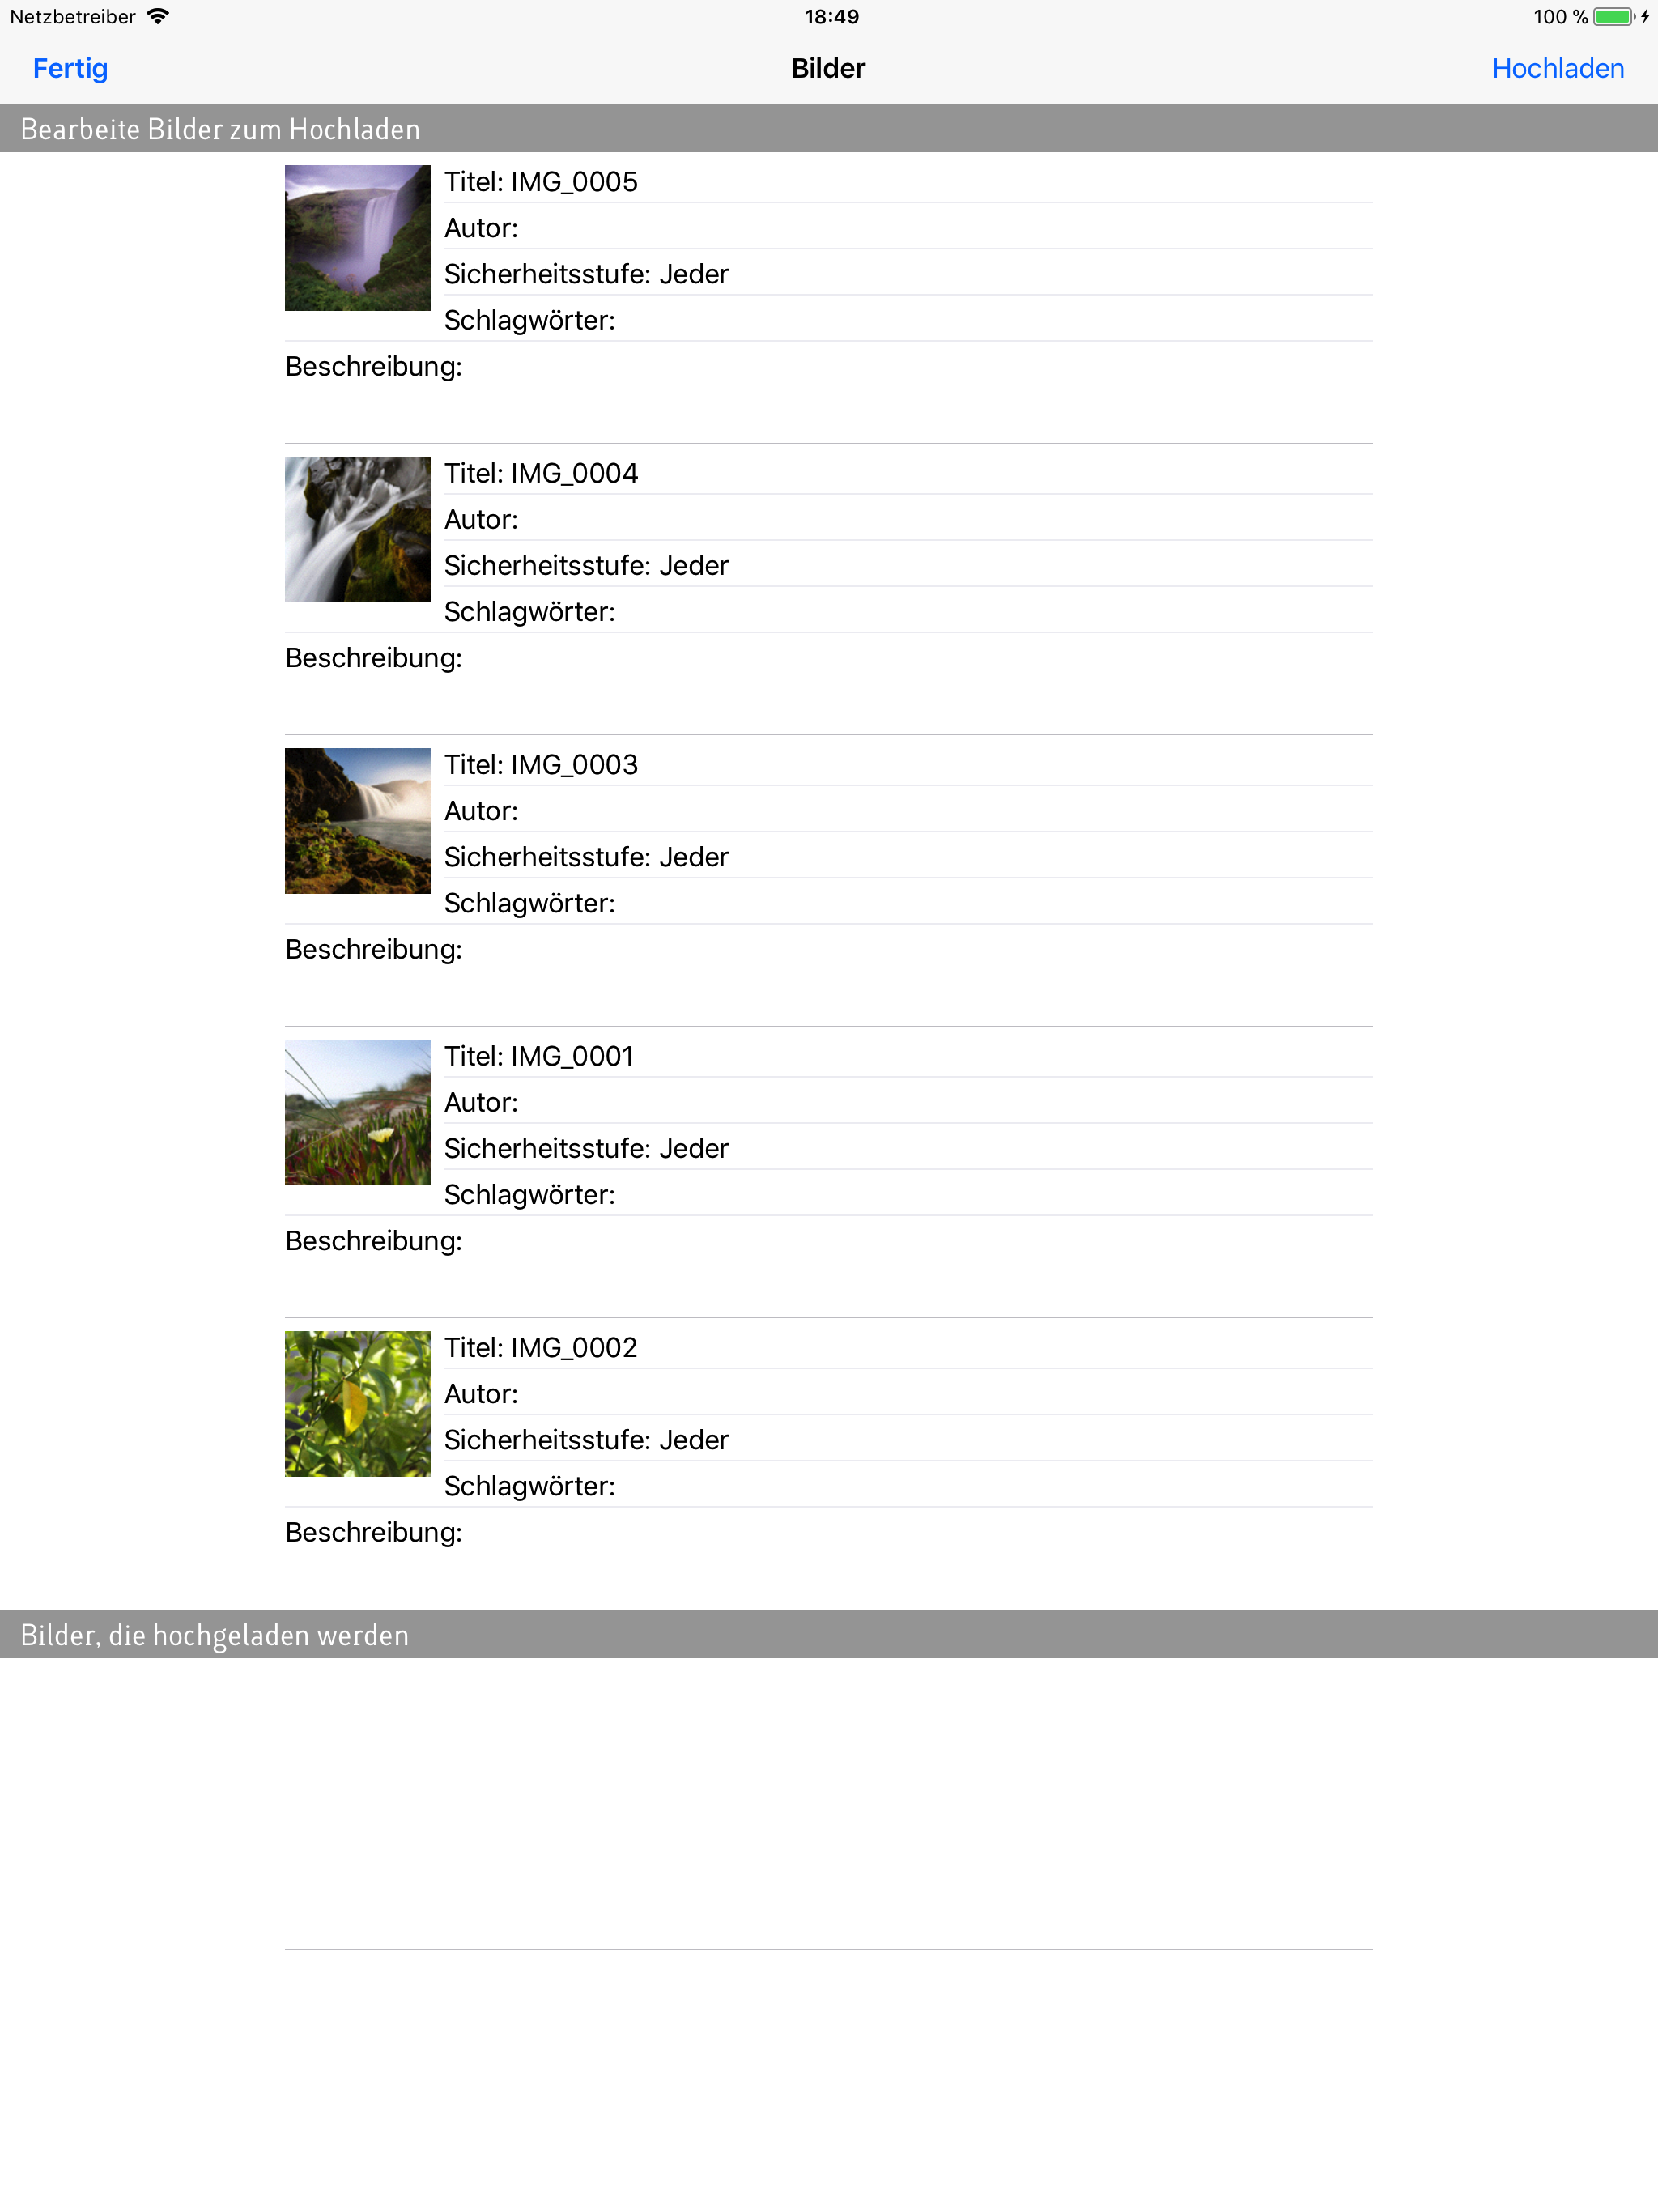 Netzbetreiber 18:49 100 %
Fertig Bilder Hochladen
Bearbeite Bilder zum Hochladen
Titel: IMG_0005
Autor:
Sicherheitsstufe: Jeder
Schlagwörter:
Beschreibung:
Titel: IMG_0004
Autor:
Sicherheitsstufe: Jeder
Schlagwörter:
Beschreibung:
Titel: IMG_0003
Autor:
Sicherheitsstufe: Jeder
Schlagwörter:
Beschreibung:
Titel: IMG_0001
Autor:
Sicherheitsstufe: Jeder
Schlagwörter:
Beschreibung:
Titel: IMG_0002
Autor:
Sicherheitsstufe: Jeder
Schlagwörter:
Beschreibung:
Bilder, die hochgeladen werden